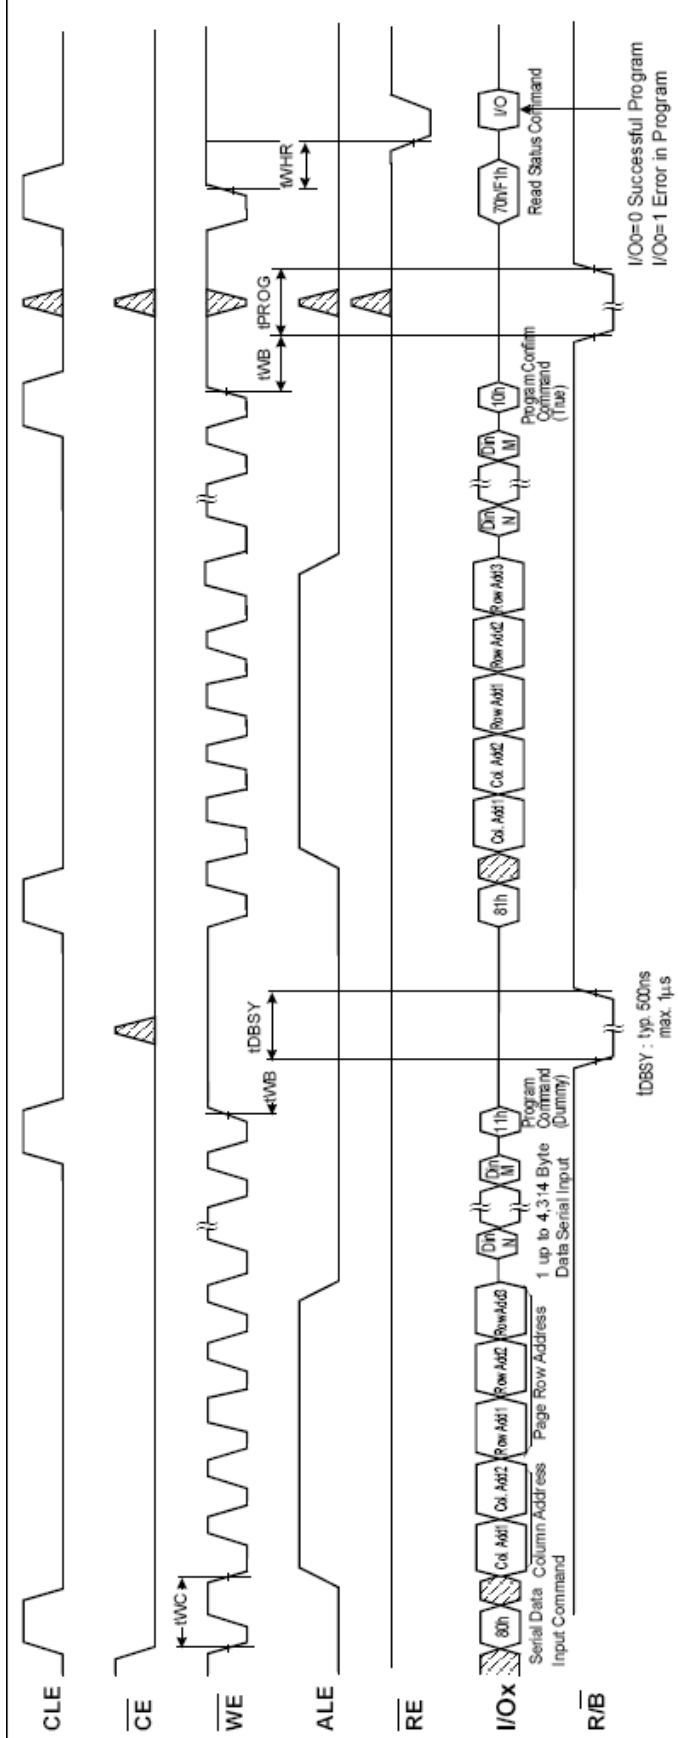 CLE
CE
WE
tWC
tWB
tDBSY
tWB
tPROG
tWHR
ALE
RE
I/Ox
80h
Col. Add1
Col. Add2
Row Add1
Row Add2
Row Add3
Din
N
Din
M
11h
81h
Col. Add1
Col. Add2
Row Add1
Row Add2
Row Add3
Din
N
Din
M
10h
70h/F1h
I/O
Serial Data
Input Command
Column Address
Page Row Address
1 up to 4,314 Byte
Data Serial Input
Program
Command
(Dummy)
Program Confirm
Command
(True)
Read Status Command
R/B
tDBSY : typ. 500ns
max. 1μs
I/O0=0 Successful Program
I/O0=1 Error in Program